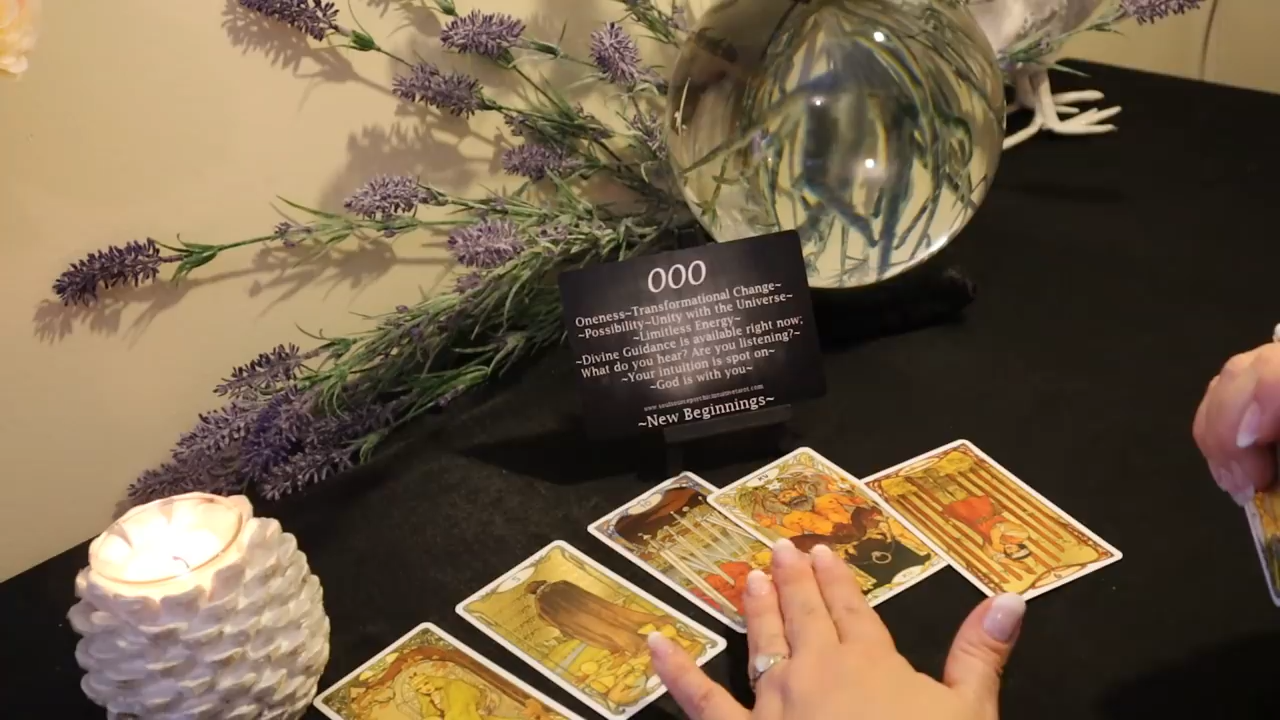 000
Oneness~Transformational Change~
~Possibility~Unity with the Universe~
~Limitless Energy~
~Divine Guidance is available right now;
What do you hear? Are you listening?~
~Your intuition is spot on~
~God is with you~
~New Beginnings~